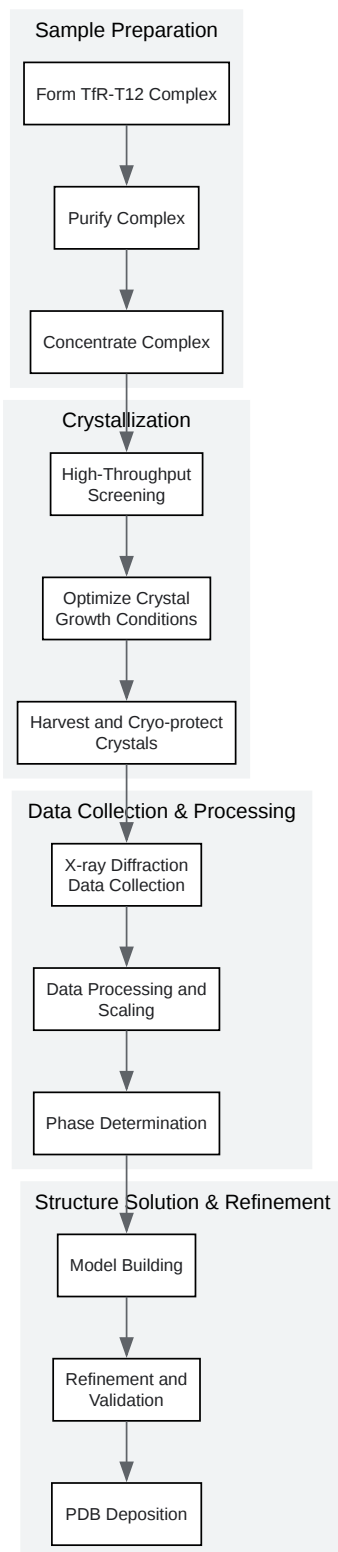 Sample Preparation
Form TfR-T12 Complex
Purify Complex
Concentrate Complex
Crystallization
High-Throughput
Screening
Optimize Crystal
Growth Conditions
Harvest and Cryo-protect
Crystals
Data Collection & Processing
X-ray Diffraction
Data Collection
Data Processing and
Scaling
Phase Determination
Structure Solution & Refinement
Model Building
Refinement and
Validation
PDB Deposition